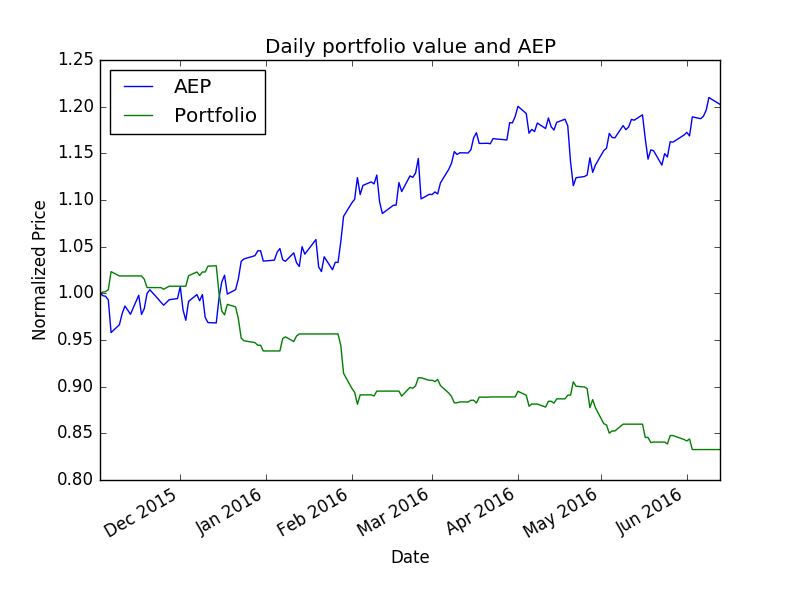 Daily portfolio value and AEP
1.25
1.20
1.15
1.10
1.05
1.00
0.95
0.90
0.85
0.80
AEP
Portfolio
Normalized Price
Dec 2015
Jan 2016
Feb 2016
Mar 2016
Apr 2016
May 2016
Jun 2016
Date